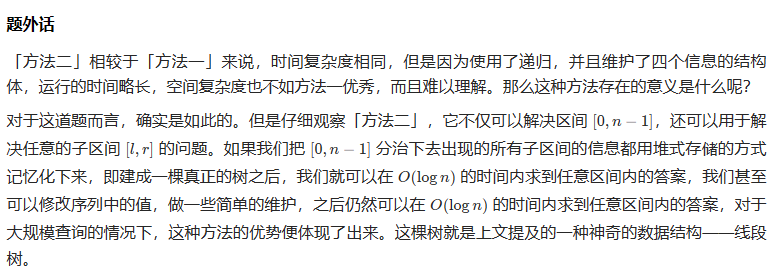 题外话
「方法二」相较于「方法一」来说，时间复杂度相同，但是因为使用了递归，并且维护了四个信息的结构
体，运行的时间略长，空间复杂度也不如方法一优秀，而且难以理解。那么这种方法存在的意义是什么呢？
对于这道题而言，确实是如此的。但是仔细观察「方法二」，它不仅可以解决区间 [0, n − 1]，还可以用于解
决任意的子区间 [l, r] 的问题。如果我们把 [0, n − 1] 分治下去出现的所有子区间的信息都用堆式存储的方式
记忆化下来，即建成一棵真正的树之后，我们就可以在 O(log n) 的时间内求到任意区间内的答案，我们甚至
可以修改序列中的值，做一些简单的维护，之后仍然可以在 O(log n) 的时间内求到任意区间内的答案，对于
大规模查询的情况下，这种方法的优势便体现了出来。这棵树就是上文提及的一种神奇的数据结构——线段
树。